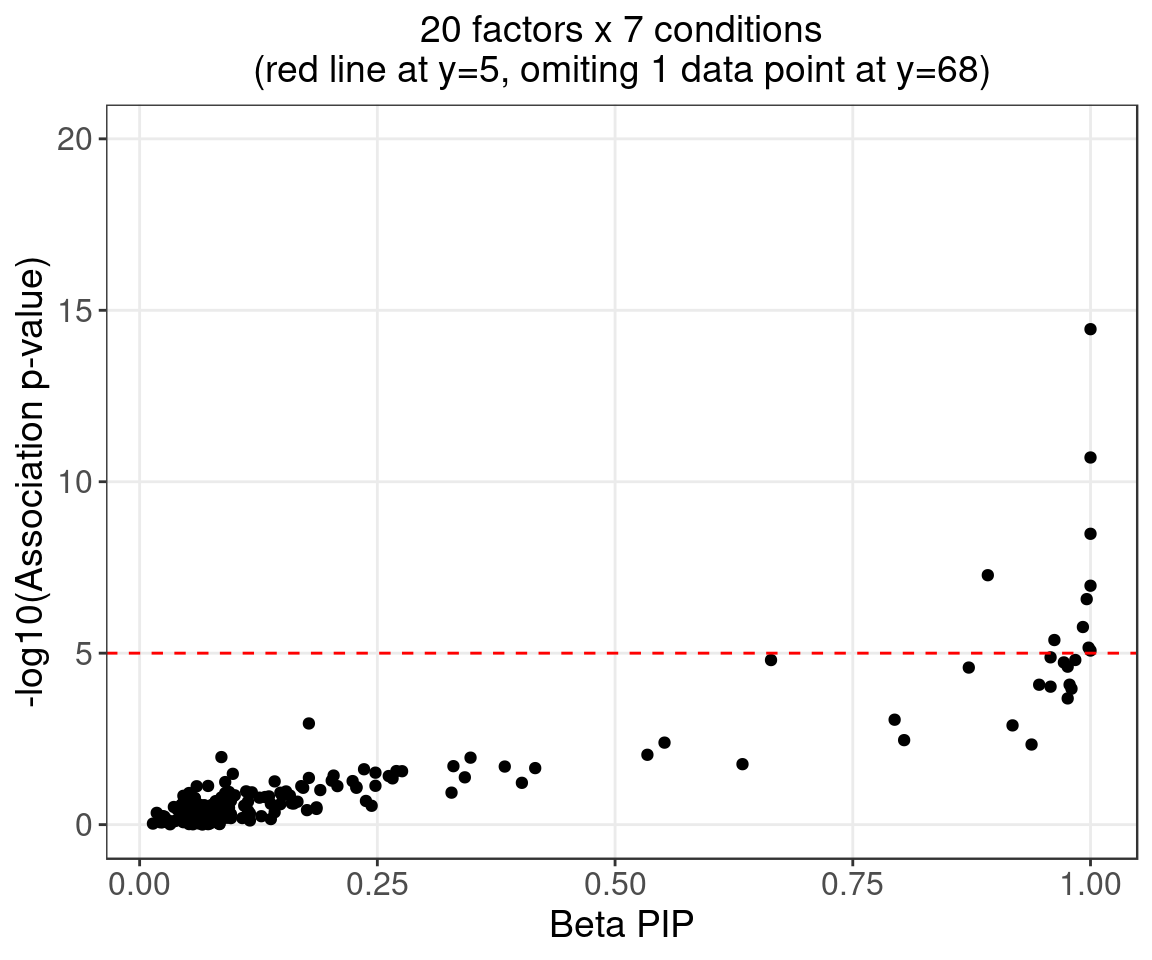 20 factors x 7 conditions
(red line at y=5, omiting 1 data point at y=68)
-log10(Association p-value)
20
15
10
5
0
0.00 0.25 0.50 0.75 1.00
Beta PIP